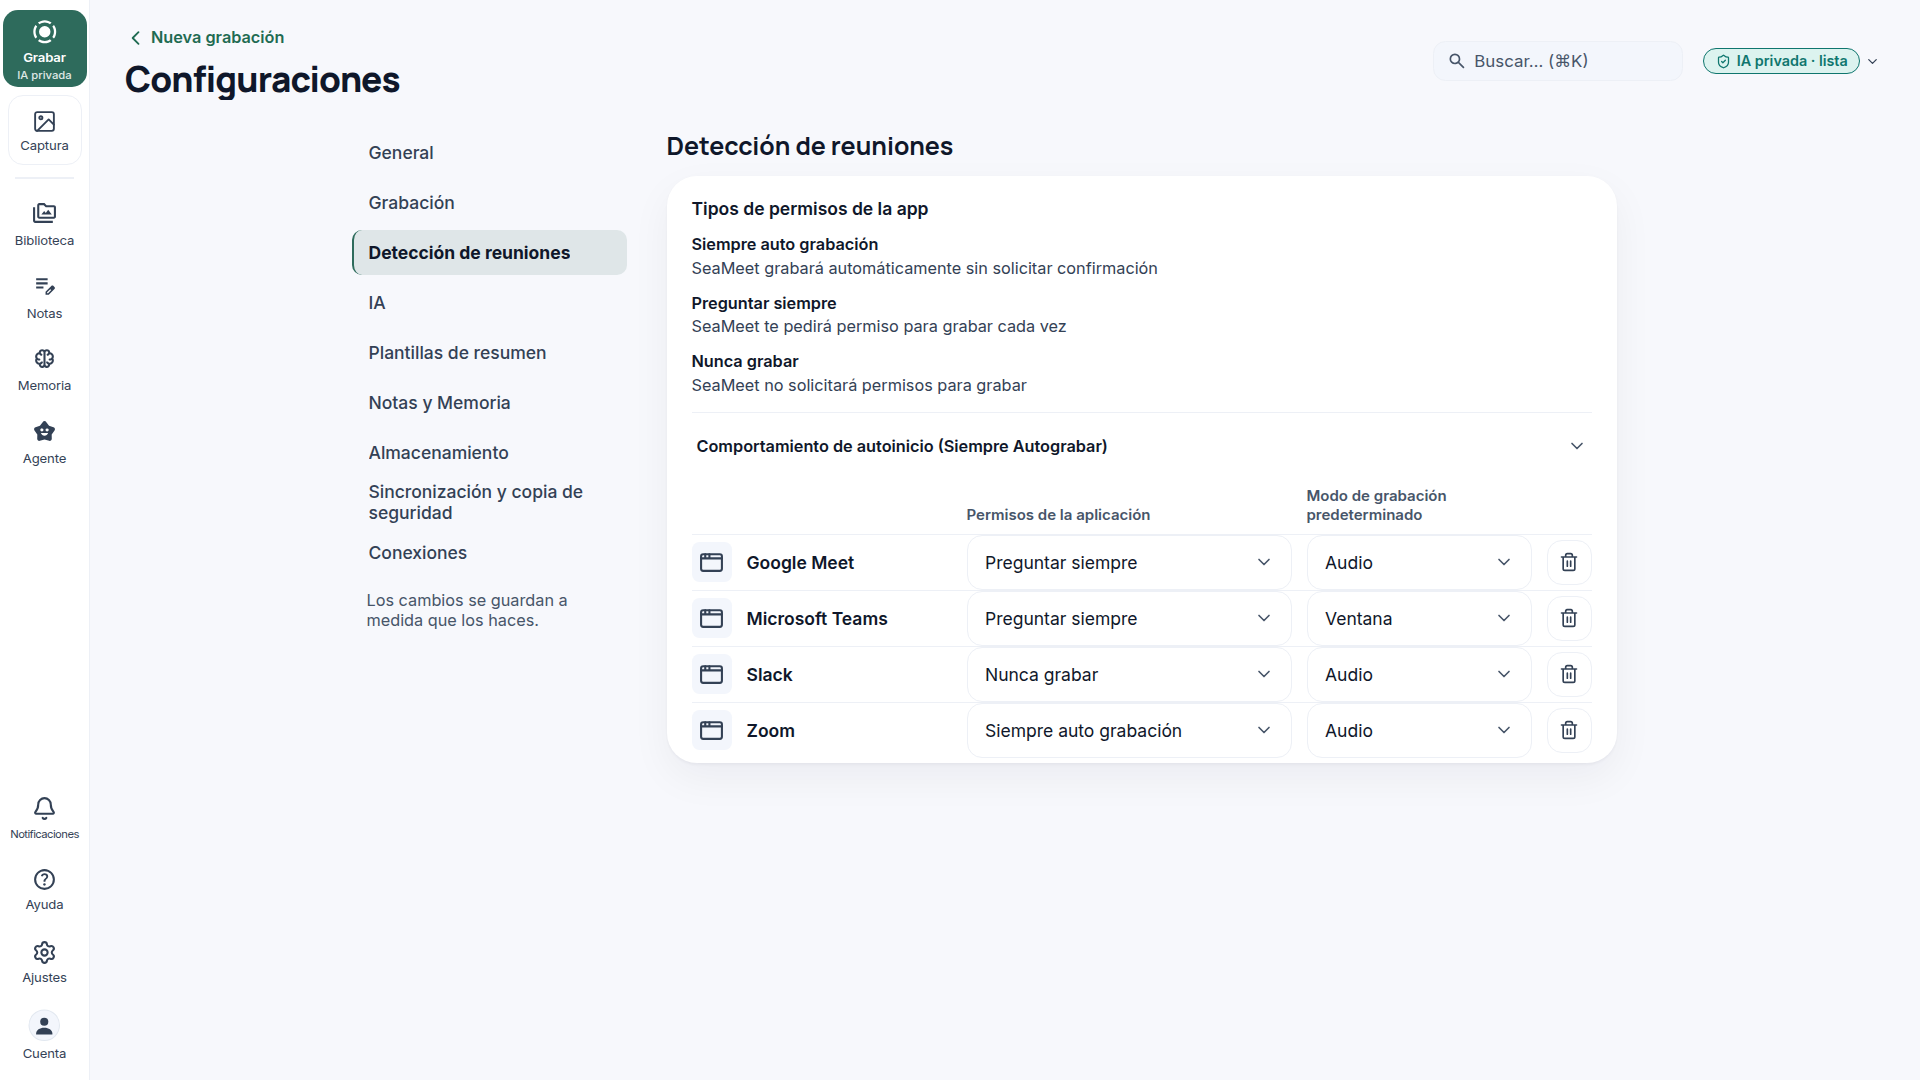 Grabar
IA privada
Captura
Biblioteca
Notas
Memoria
Agente
Notificaciones
Ayuda
Ajustes
Cuenta
Nueva grabación
Configuraciones
Buscar... (⌘K)
IA privada · lista
General
Grabación
Detección de reuniones
IA
Plantillas de resumen
Notas y Memoria
Almacenamiento
Sincronización y copia de
seguridad
Conexiones
Los cambios se guardan a
medida que los haces.
Detección de reuniones
Tipos de permisos de la app
Siempre auto grabación
SeaMeet grabará automáticamente sin solicitar confirmación
Preguntar siempre
SeaMeet te pedirá permiso para grabar cada vez
Nunca grabar
SeaMeet no solicitará permisos para grabar
Comportamiento de autoinicio (Siempre Autograbar)
Permisos de la aplicación
Modo de grabación
predeterminado
Google Meet
Preguntar siempre
Audio
Microsoft Teams
Preguntar siempre
Ventana
Slack
Nunca grabar
Audio
Zoom
Siempre auto grabación
Audio